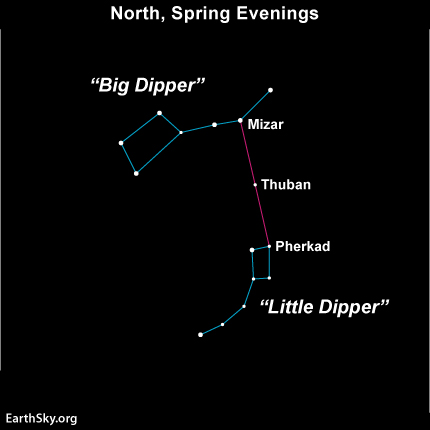 North, Spring Evenings
“Big Dipper”
Mizar
Thuban
Pherkad
“Little Dipper”
EarthSky.org